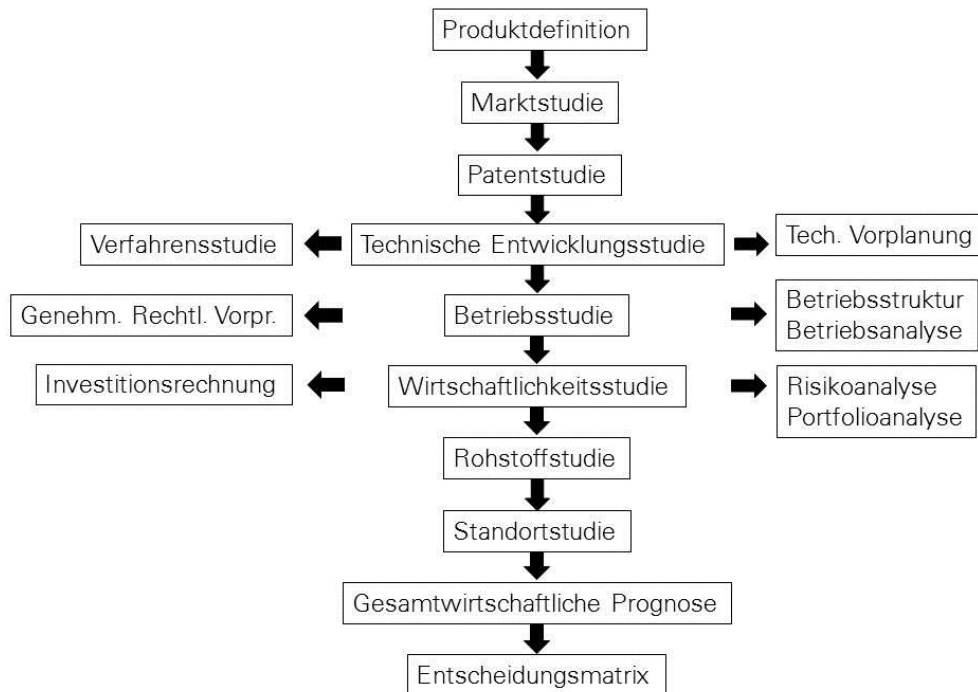 Produktdefinition
Marktstudie
Patentstudie
Verfahrensstudie
Technische Entwicklungsstudie
Tech. Vorplanung
Genehm. Rechtl. Vorpr.
Betriebsstudie
Betriebsstruktur
Betriebsanalyse
Investitionsrechnung
Wirtschaftlichkeitsstudie
Risikoanalyse
Portfolioanalyse
Rohstoffstudie
Standortstudie
Gesamtwirtschaftliche Prognose
Entscheidungsmatrix